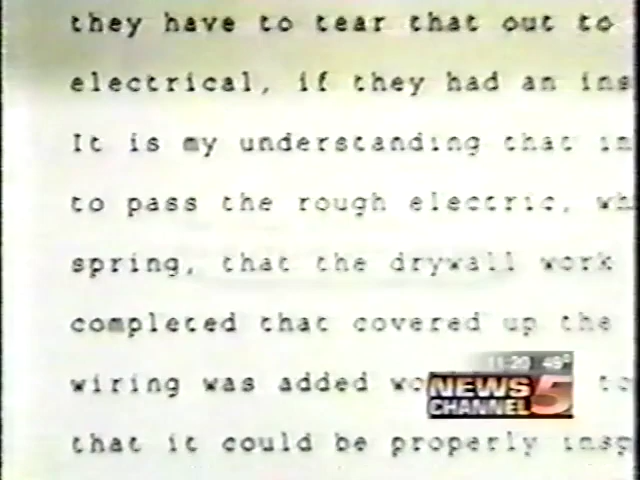 they have to tear that out to
electrical, if they had an ins
It is my understanding that in
to pass the rough electric, wh
spring, that the drywall work
completed that covered up the
wiring was added wo to
that it could be properly insp
11:20 49°
NEWS 5
CHANNEL